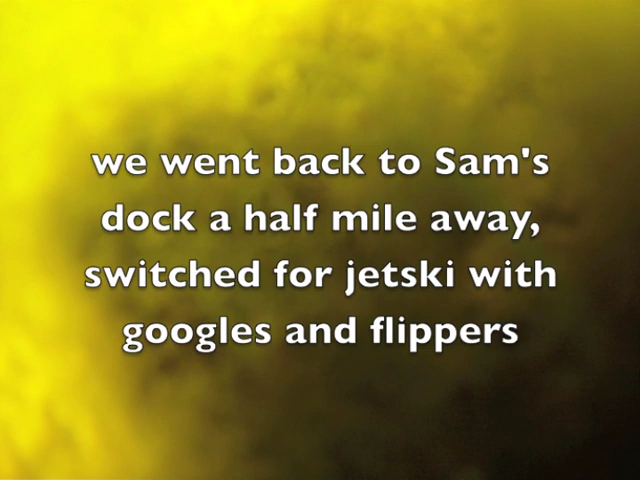 we went back to Sam's
dock a half mile away,
switched for jetski with
googles and flippers